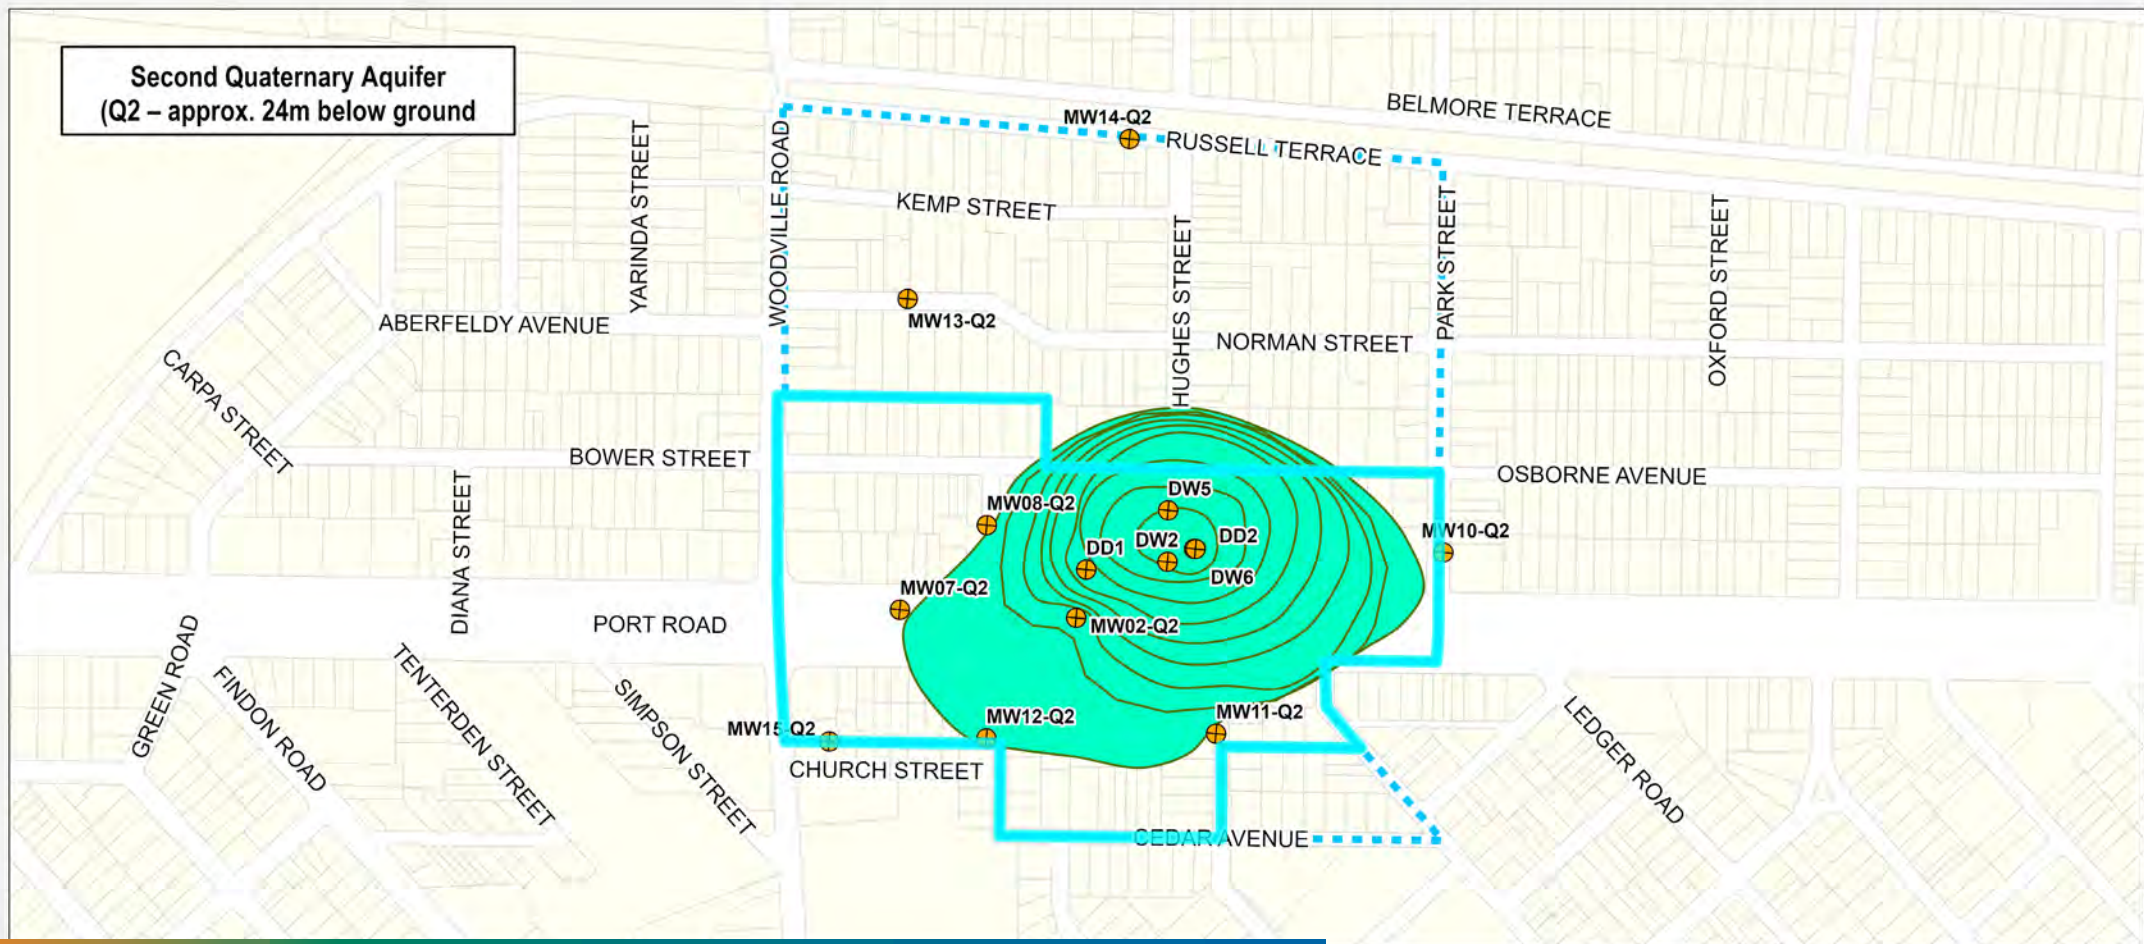 Second Quaternary Aquifer
(Q2 – approx. 24m below ground
BELMORE TERRACE
MW14-Q2
RUSSELL TERRACE
YARINDA STREET
WOODVILLE ROAD
KEMP STREET
HUGHES STREET
PARK STREET
OXFORD STREET
MW13-Q2
ABERFELDY AVENUE
NORMAN STREET
CARPA STREET
BOWER STREET
OSBORNE AVENUE
DIANA STREET
MW08-Q2
DW5
MW10-Q2
DD1
DW2
DD2
DW6
MW07-Q2
MW02-Q2
PORT ROAD
GREEN ROAD
FINDON ROAD
TENTERDEN STREET
SIMPSON STREET
MW15-Q2
MW12-Q2
MW11-Q2
LEDGER ROAD
CHURCH STREET
CEDAR AVENUE